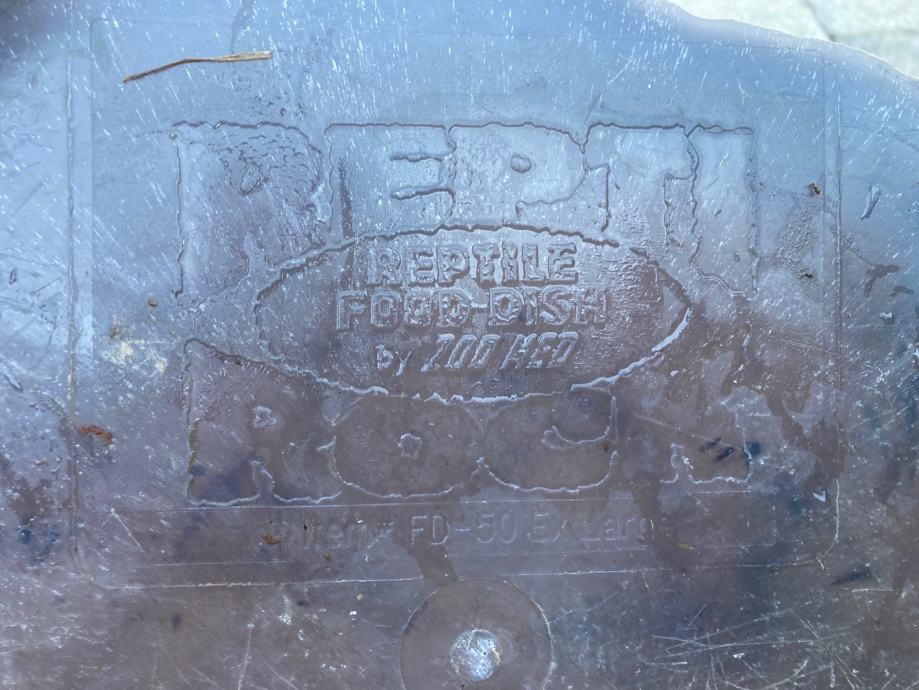 REPTI
REPTILE
FOOD-DISH
by ZOO MED
ROCK
Item# FD-50 Ex Large